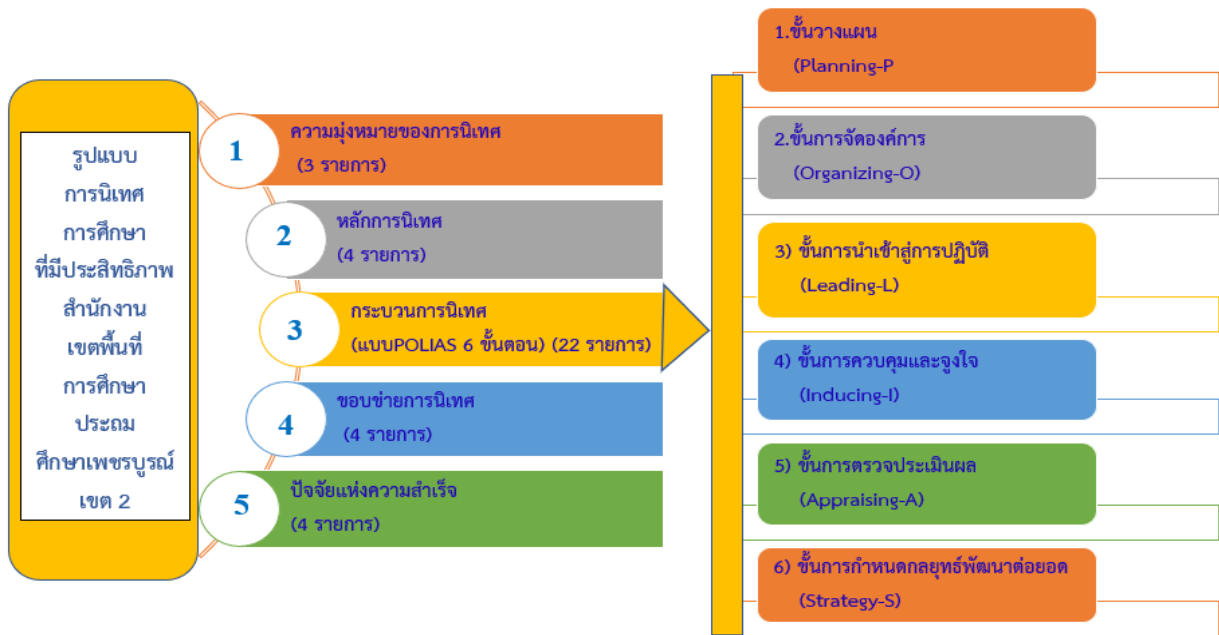 รูปแบบ
การนิเทศ
การศึกษา
ที่มีประสิทธิภาพ
สำนักงาน
เขตพื้นที่
การศึกษา
ประถม
ศึกษาเพชรบูรณ์
เขต 2
1
ความมุ่งหมายของการนิเทศ
(3 รายการ)
2
หลักการนิเทศ
(4 รายการ)
3
กระบวนการนิเทศ
(แบบPOLIAS 6 ขั้นตอน) (22 รายการ)
4
ขอบข่ายการนิเทศ
(4 รายการ)
5
ปัจจัยแห่งความสำเร็จ
(4 รายการ)
1.ขั้นวางแผน
(Planning-P
2.ขั้นการจัดองค์การ
(Organizing-O)
3) ขั้นการนำเข้าสู่การปฏิบัติ
(Leading-L)
4) ขั้นการควบคุมและจูงใจ
(Inducing-I)
5) ขั้นการตรวจประเมินผล
(Appraising-A)
6) ขั้นการกำหนดกลยุทธ์พัฒนาต่อยอด
(Strategy-S)